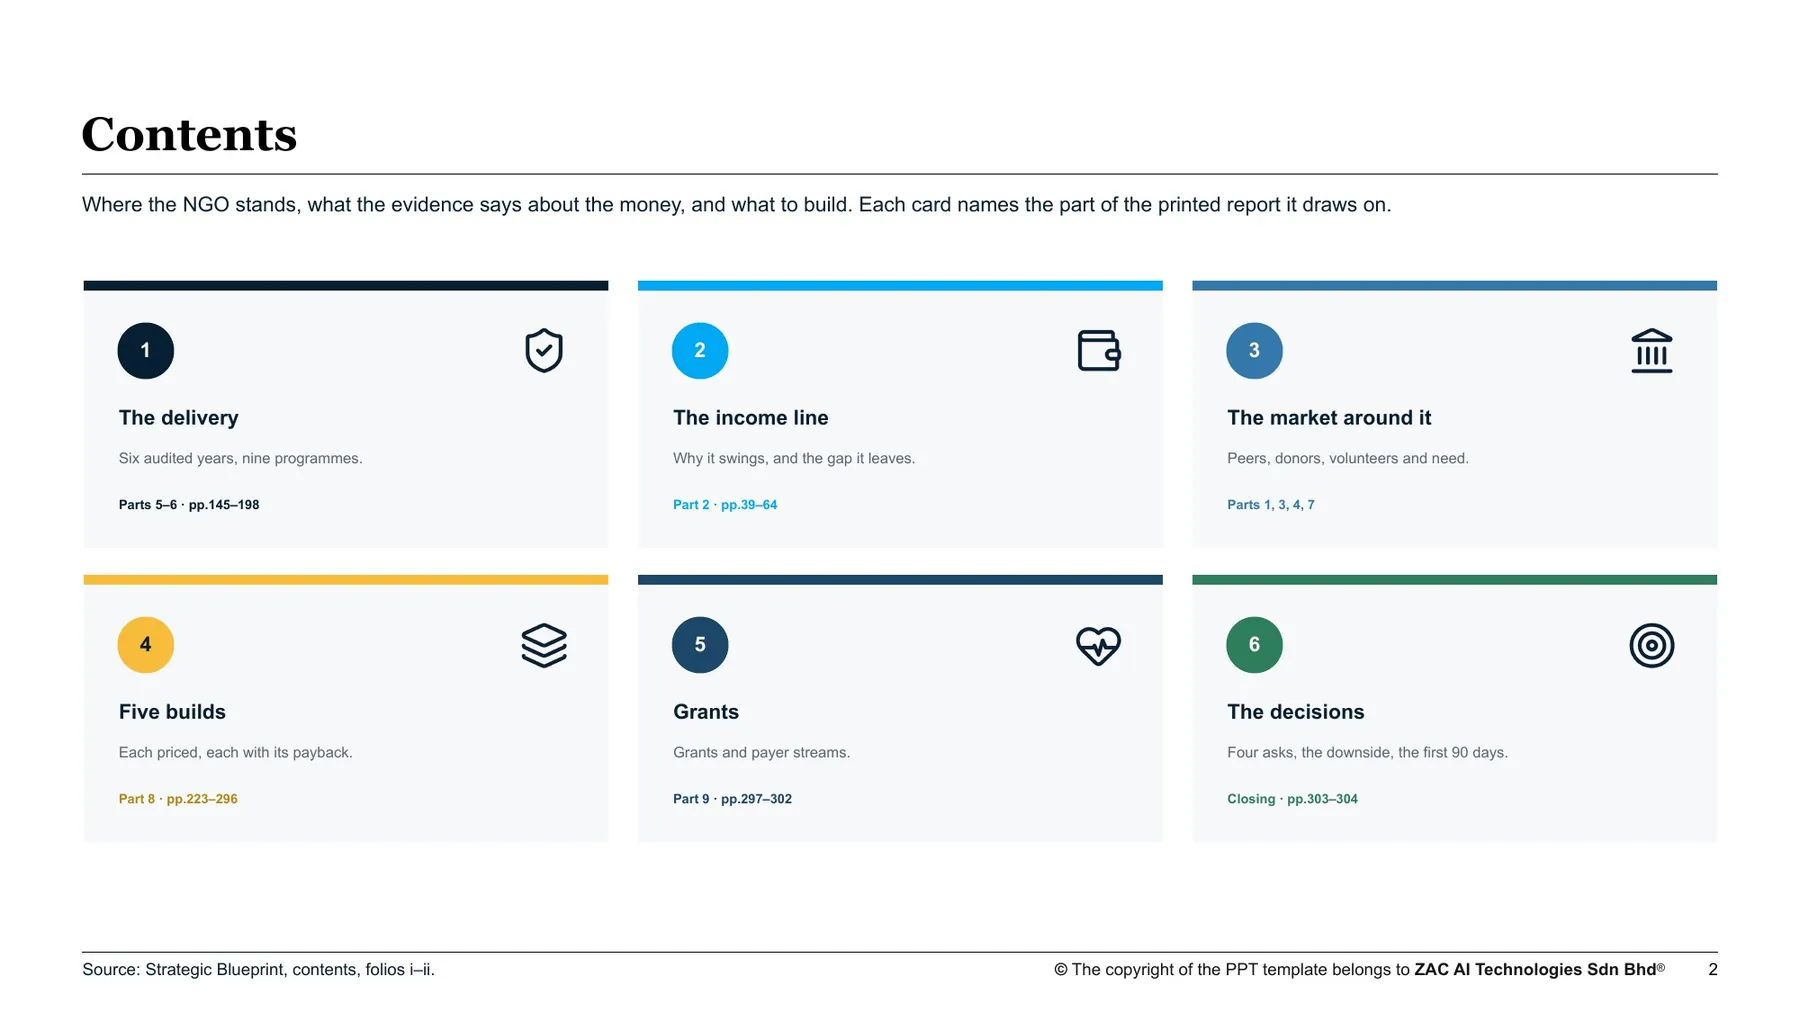 Contents
Where the NGO stands, what the evidence says about the money, and what to build. Each card names the part of the printed report it draws on.
1
The delivery
Six audited years, nine programmes.
Parts 5–6 · pp.145–198
2
The income line
Why it swings, and the gap it leaves.
Part 2 · pp.39–64
3
The market around it
Peers, donors, volunteers and need.
Parts 1, 3, 4, 7
4
Five builds
Each priced, each with its payback.
Part 8 · pp.223–296
5
Grants
Grants and payer streams.
Part 9 · pp.297–302
6
The decisions
Four asks, the downside, the first 90 days.
Closing · pp.303–304
Source: Strategic Blueprint, contents, folios i–ii.
© The copyright of the PPT template belongs to ZAC AI Technologies Sdn Bhd®
2